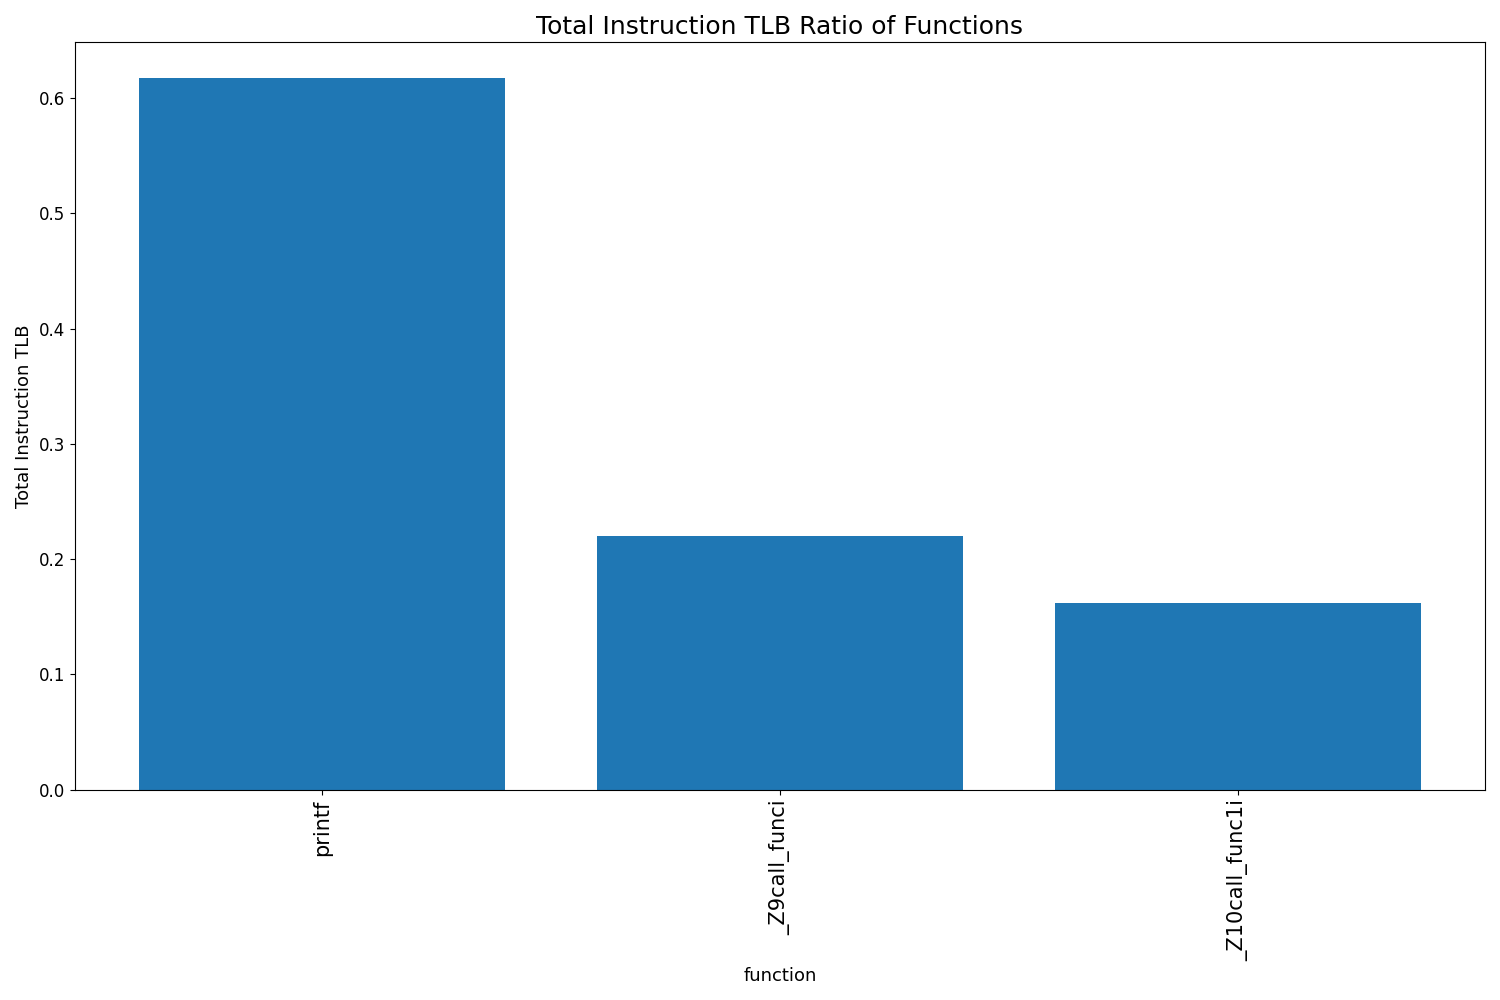 Total Instruction TLB Ratio of Functions
Total Instruction TLB
0.6
0.5
0.4
0.3
0.2
0.1
0.0
printf
_Z9call_funci
_Z10call_func1i
function